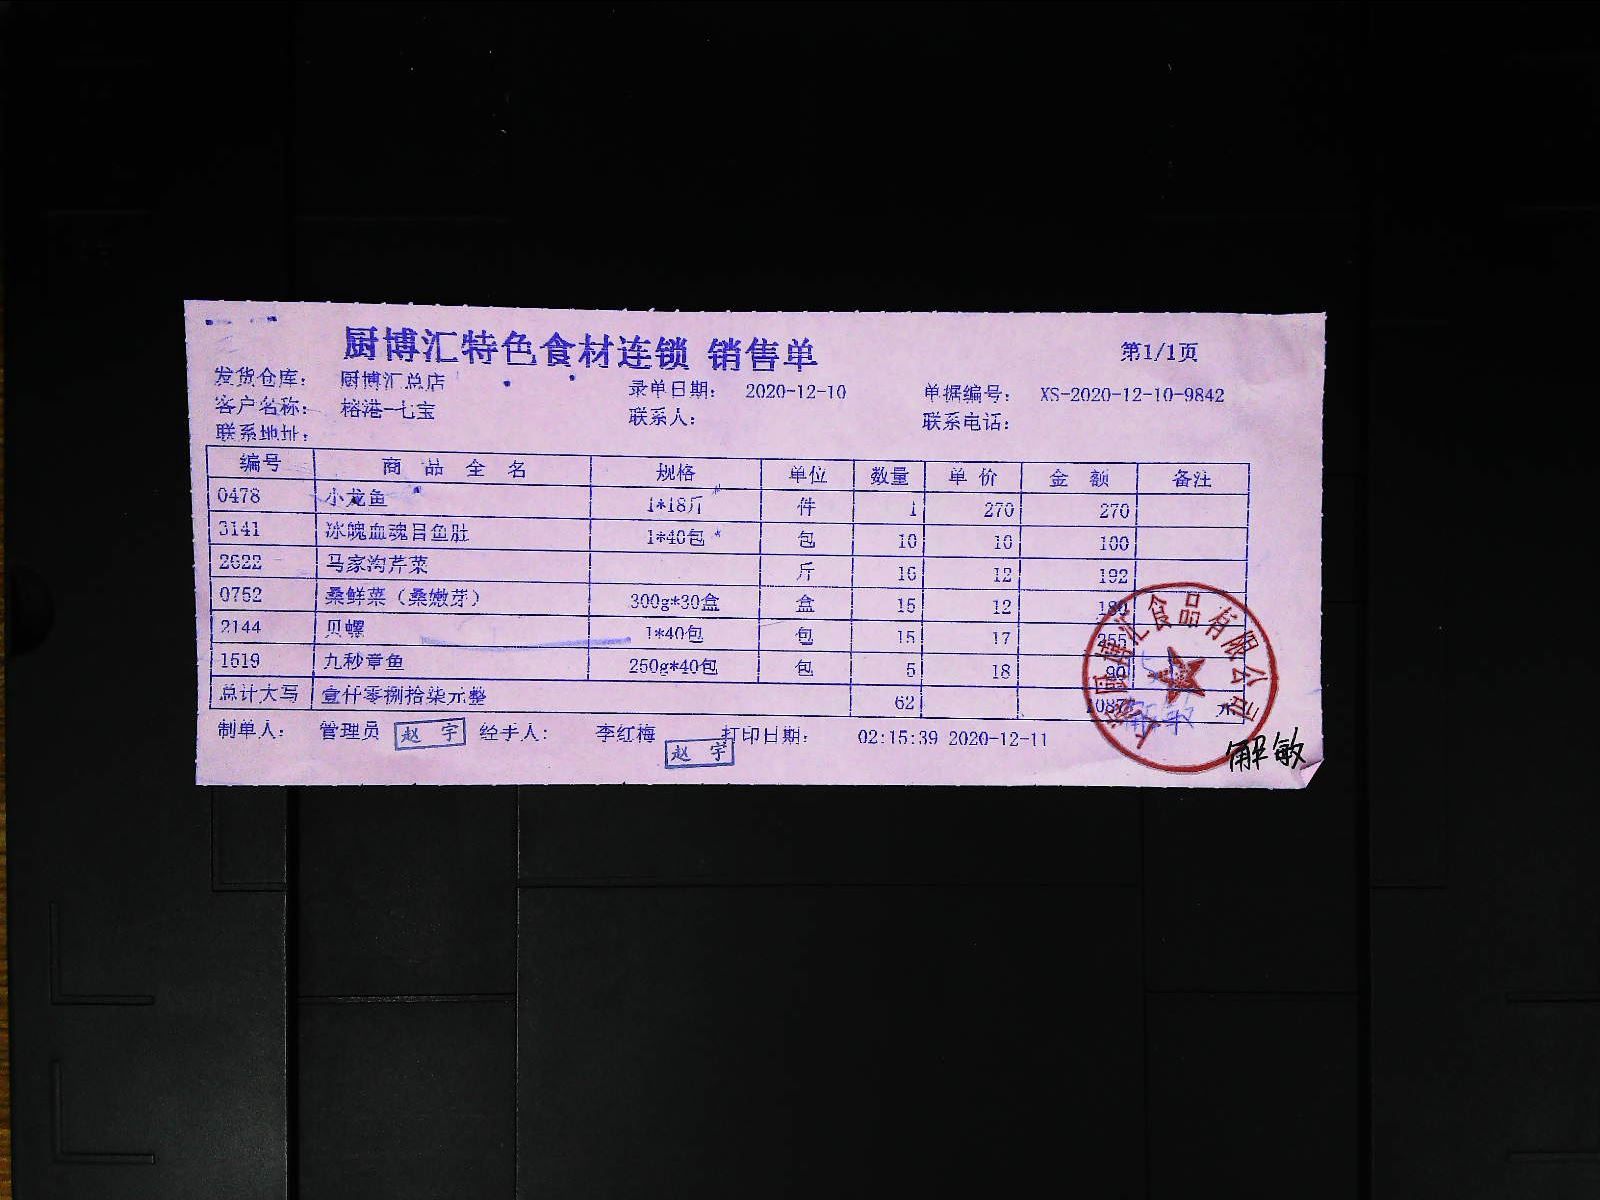 厨博汇特色食材连锁 销售单
第1/1页
发货仓库： 厨博汇总店 录单日期： 2020-12-10 单据编号： XS-2020-12-10-9842
客户名称： 榕港-七宝 联系人： 联系电话：
联系地址：
编号 商品全名 规格 单位 数量 单价 金额 备注
0478 小龙鱼 1*18斤 件 1 270 270
3141 冰魄血魂目鱼肚 1*40包 包 10 10 100
2622 马家沟芹菜 斤 16 12 192
0752 桑鲜菜（桑嫩芽） 300g*30盒 盒 15 12 180
2144 贝螺 1*40包 包 15 17 255
1519 九秒章鱼 250g*40包 包 5 18 90
总计大写 壹仟零捌拾柒元整 62 1087 元
制单人： 管理员 赵宇 经手人： 李红梅 打印日期： 02:15:39 2020-12-11
赵宇
厨博汇食品有限公司
解敏